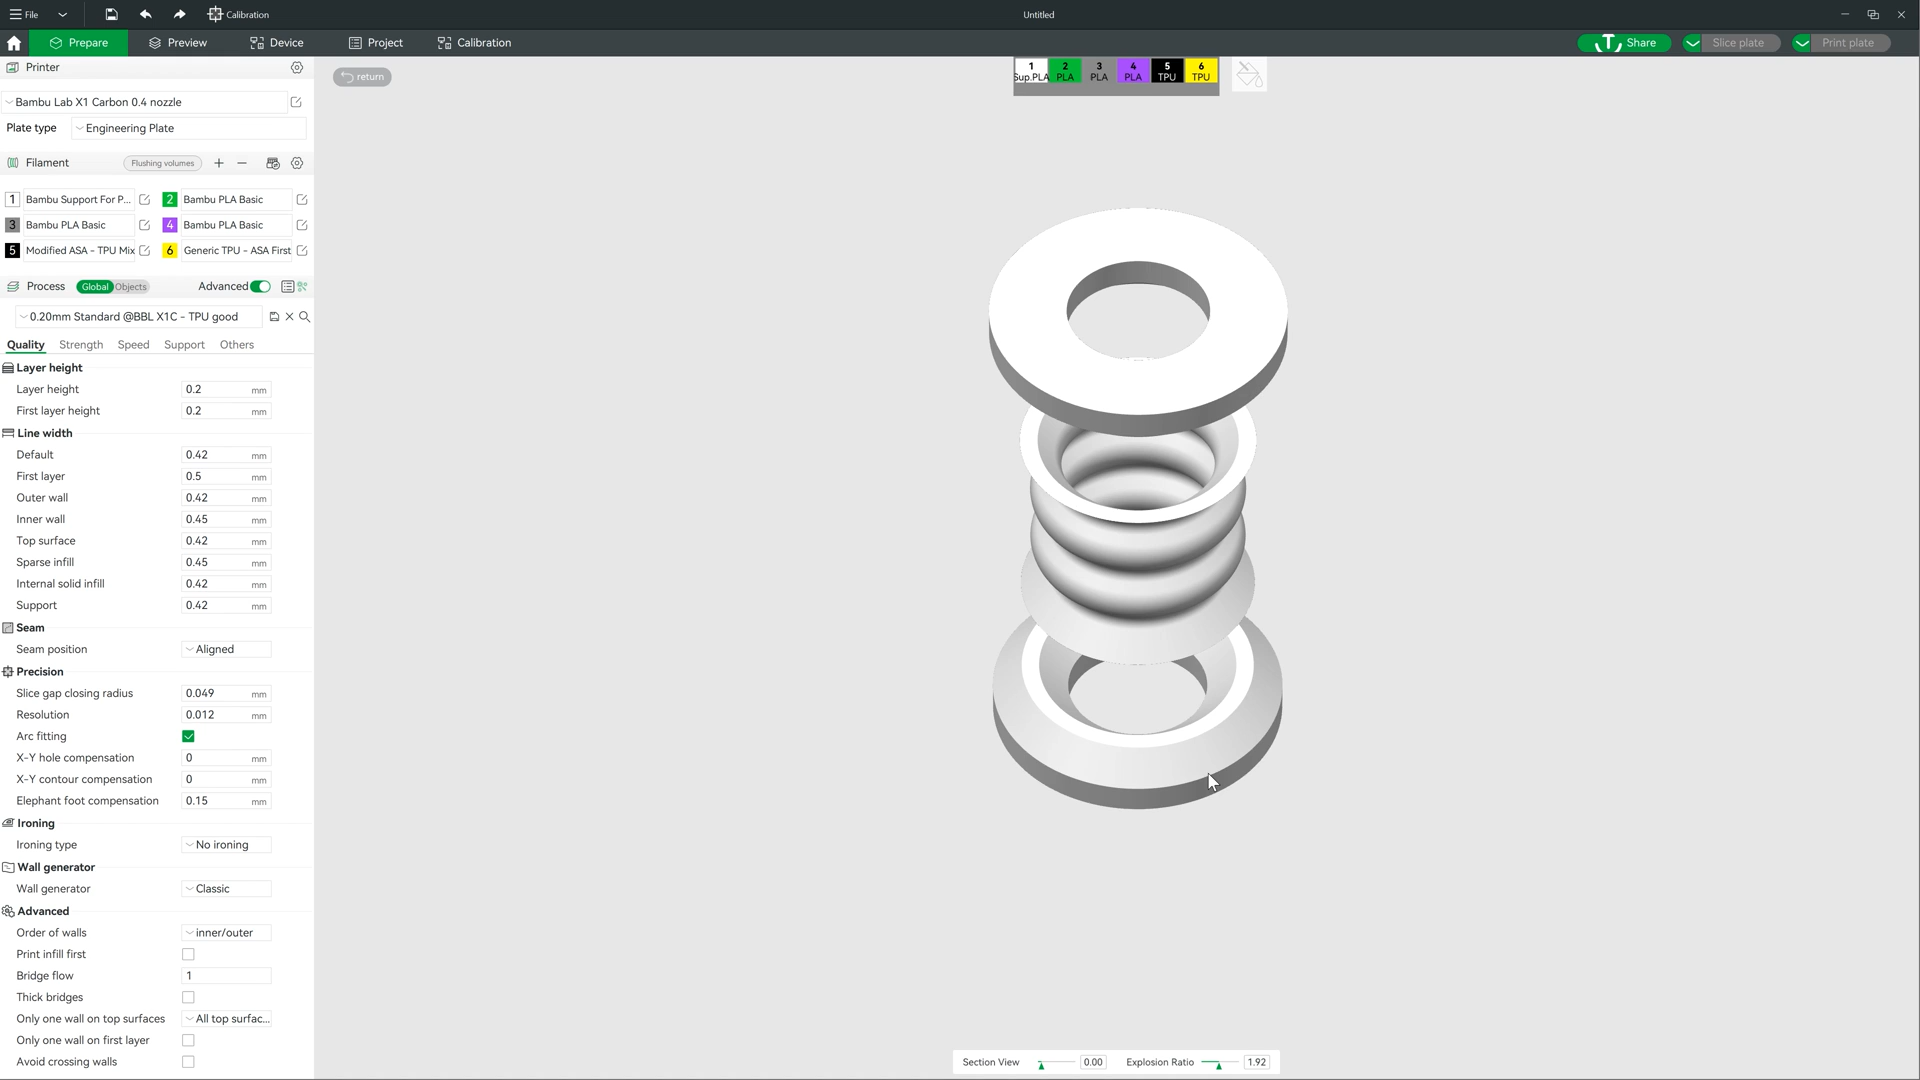 File
Calibration
Untitled
Prepare
Preview
Device
Project
Calibration
Share
Slice plate
Print plate
Printer
Bambu Lab X1 Carbon 0.4 nozzle
Plate type
Engineering Plate
Filament
Flushing volumes
1 Bambu Support For P...
2 Bambu PLA Basic
3 Bambu PLA Basic
4 Bambu PLA Basic
5 Modified ASA - TPU Mix
6 Generic TPU - ASA First
Process
Global
Objects
Advanced
0.20mm Standard @BBL X1C - TPU good
Quality
Strength
Speed
Support
Others
Layer height
Layer height 0.2 mm
First layer height 0.2 mm
Line width
Default 0.42 mm
First layer 0.5 mm
Outer wall 0.42 mm
Inner wall 0.45 mm
Top surface 0.42 mm
Sparse infill 0.45 mm
Internal solid infill 0.42 mm
Support 0.42 mm
Seam
Seam position Aligned
Precision
Slice gap closing radius 0.049 mm
Resolution 0.012 mm
Arc fitting
X-Y hole compensation 0 mm
X-Y contour compensation 0 mm
Elephant foot compensation 0.15 mm
Ironing
Ironing type No ironing
Wall generator
Wall generator Classic
Advanced
Order of walls inner/outer
Print infill first
Bridge flow 1
Thick bridges
Only one wall on top surfaces All top surfac...
Only one wall on first layer
Avoid crossing walls
return
1 2 3 4 5 6
Sup.PLA PLA PLA PLA TPU TPU
Section View 0.00 Explosion Ratio 1.92